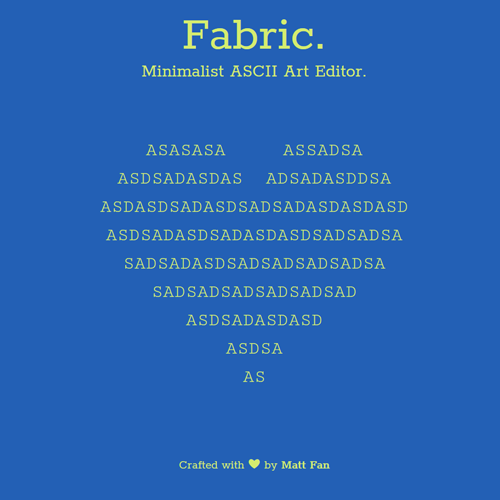 Fabric.
Minimalist ASCII Art Editor.
ASASASA ASSADSA
ASDSADASDAS ADSADASDDSA
ASDASDSADASDSADSADASDASDASD
ASDSADASDSADASDASDSADSADSA
SADSADASDSADSADSADSADSA
SADSADSADSADSADSAD
ASDSADASDASD
ASDSA
AS
Crafted with ♥ by Matt Fan